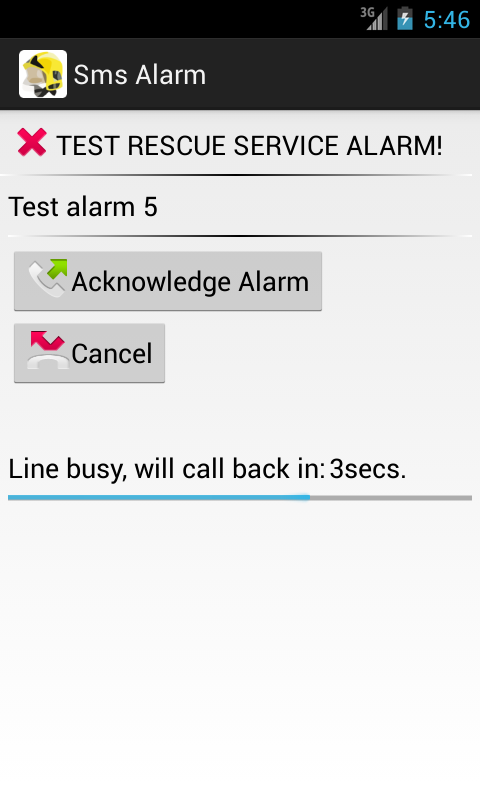 3G 5:46
Sms Alarm
TEST RESCUE SERVICE ALARM!
Test alarm 5
Acknowledge Alarm
Cancel
Line busy, will call back in: 3secs.